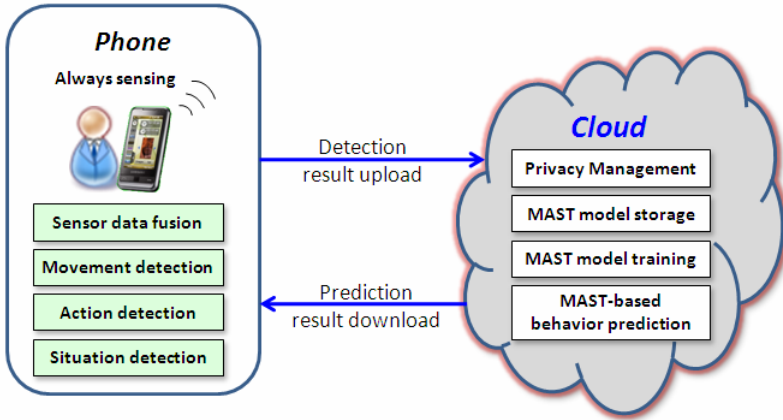 Phone
Always sensing
Sensor data fusion
Movement detection
Action detection
Situation detection
Detection
result upload
Prediction
result download
Cloud
Privacy Management
MAST model storage
MAST model training
MAST-based
behavior prediction